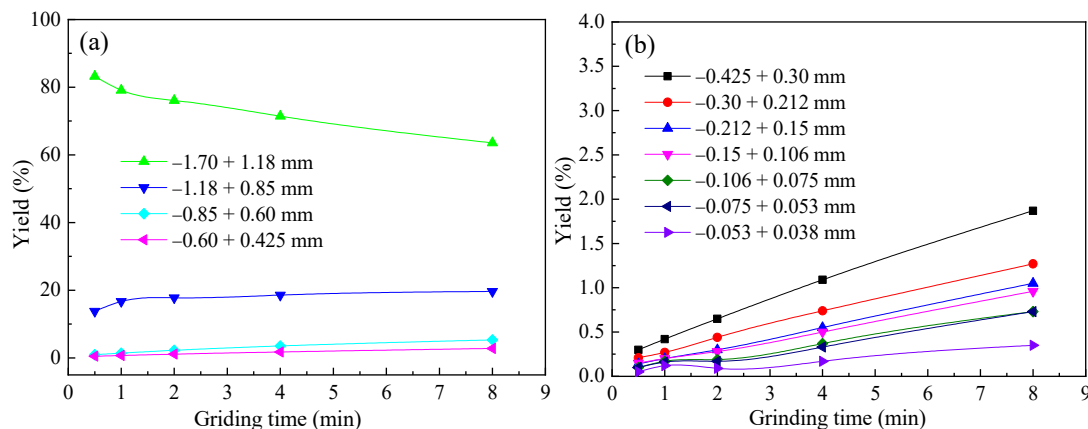 (a)
100
80
60
40
20
0
Yield (%)
–1.70 + 1.18 mm
–1.18 + 0.85 mm
–0.85 + 0.60 mm
–0.60 + 0.425 mm
0 1 2 3 4 5 6 7 8 9
Griding time (min)
(b)
4.0
3.5
3.0
2.5
2.0
1.5
1.0
0.5
0.0
Yield (%)
–0.425 + 0.30 mm
–0.30 + 0.212 mm
–0.212 + 0.15 mm
–0.15 + 0.106 mm
–0.106 + 0.075 mm
–0.075 + 0.053 mm
–0.053 + 0.038 mm
0 1 2 3 4 5 6 7 8 9
Grinding time (min)